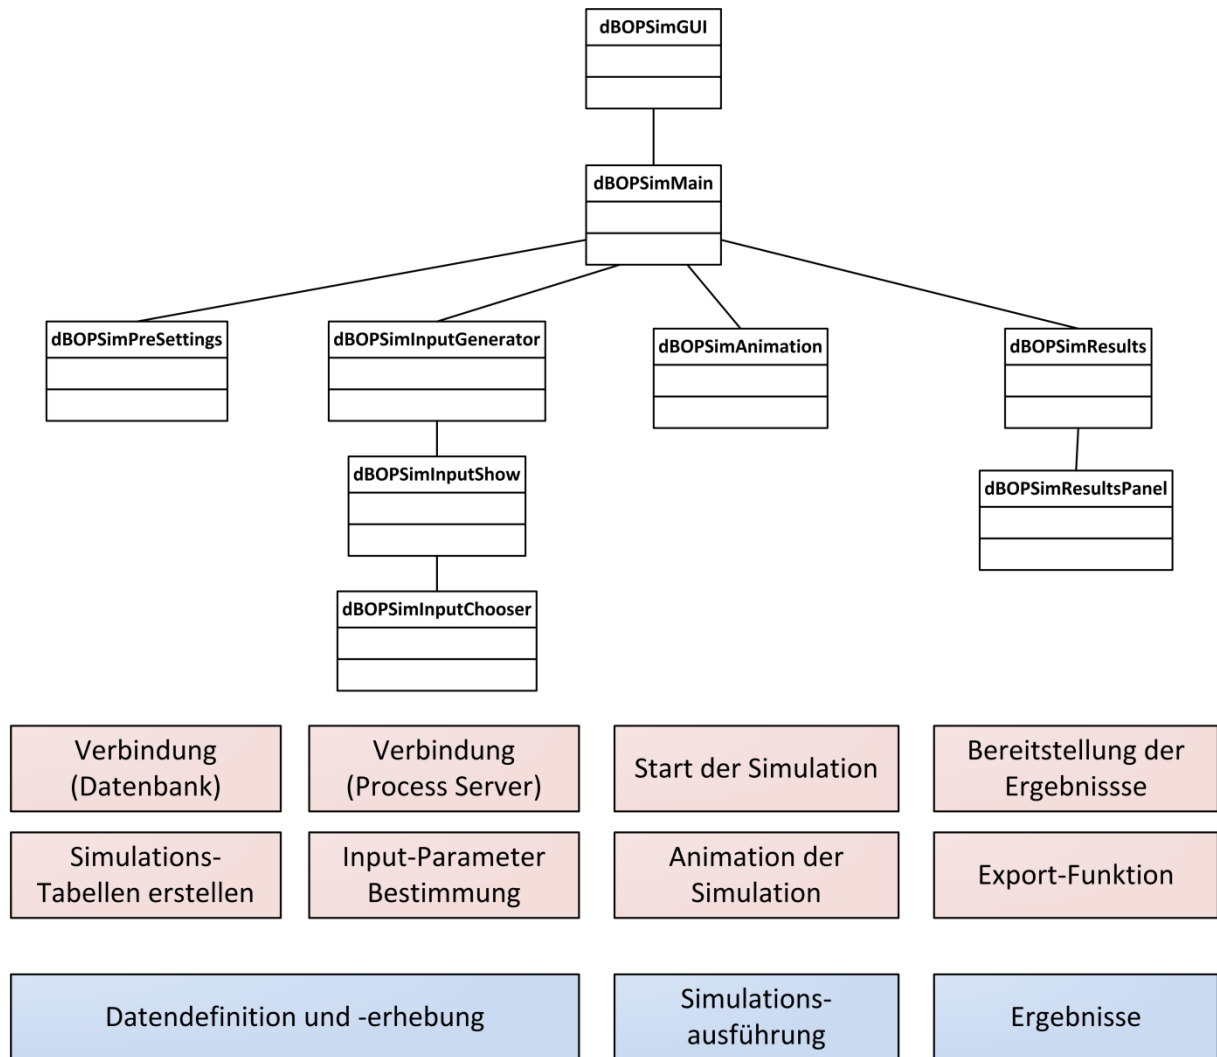 dBOPSimGUI
dBOPSimMain
dBOPSimPreSettings
dBOPSimInputGenerator
dBOPSimAnimation
dBOPSimResults
dBOPSimInputShow
dBOPSimResultsPanel
dBOPSimInputChooser
Verbindung
(Datenbank)
Verbindung
(Process Server)
Start der Simulation
Bereitstellung der
Ergebnissse
Simulations-
Tabellen erstellen
Input-Parameter
Bestimmung
Animation der
Simulation
Export-Funktion
Datendefinition und -erhebung
Simulations-
ausführung
Ergebnisse